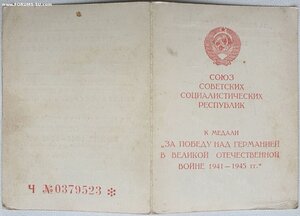 СОЮЗ
СОВЕТСКИХ
СОЦИАЛИСТИЧЕСКИХ
РЕСПУБЛИК
К МЕДАЛИ
„ЗА ПОБЕДУ НАД ГЕРМАНИЕЙ
В ВЕЛИКОЙ ОТЕЧЕСТВЕННОЙ
ВОЙНЕ 1941—1945 гг.“
Ч №0379523 ✻